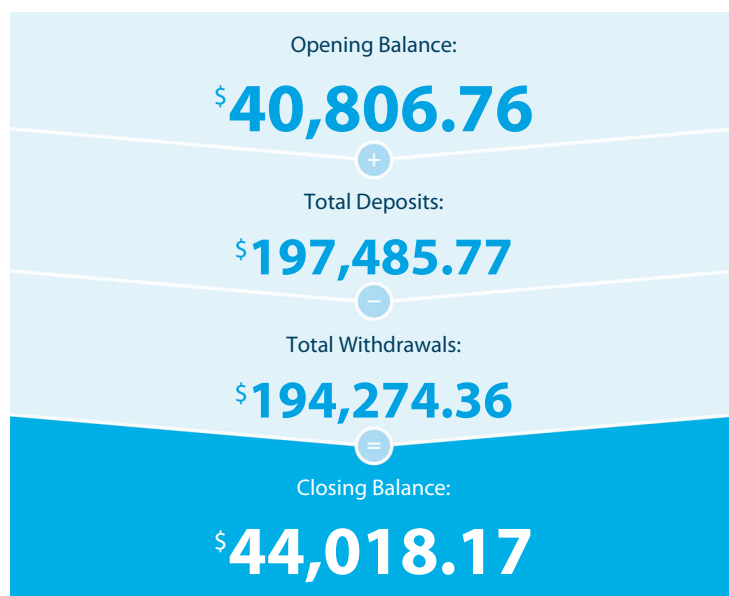 Opening Balance:
$40,806.76
+
Total Deposits:
$197,485.77
−
Total Withdrawals:
$194,274.36
=
Closing Balance:
$44,018.17